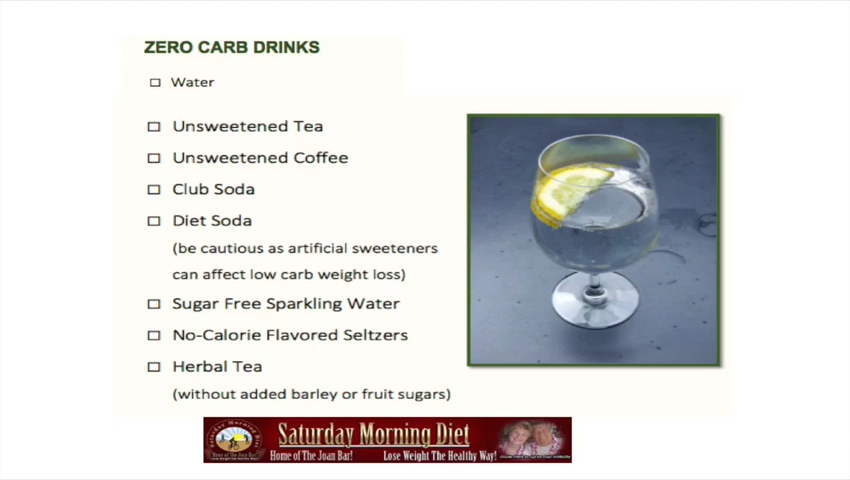 ZERO CARB DRINKS
Water
Unsweetened Tea
Unsweetened Coffee
Club Soda
Diet Soda
(be cautious as artificial sweeteners
can affect low carb weight loss)
Sugar Free Sparkling Water
No-Calorie Flavored Seltzers
Herbal Tea
(without added barley or fruit sugars)
Saturday Morning Diet
Home of The Joan Bar! Lose Weight The Healthy Way!